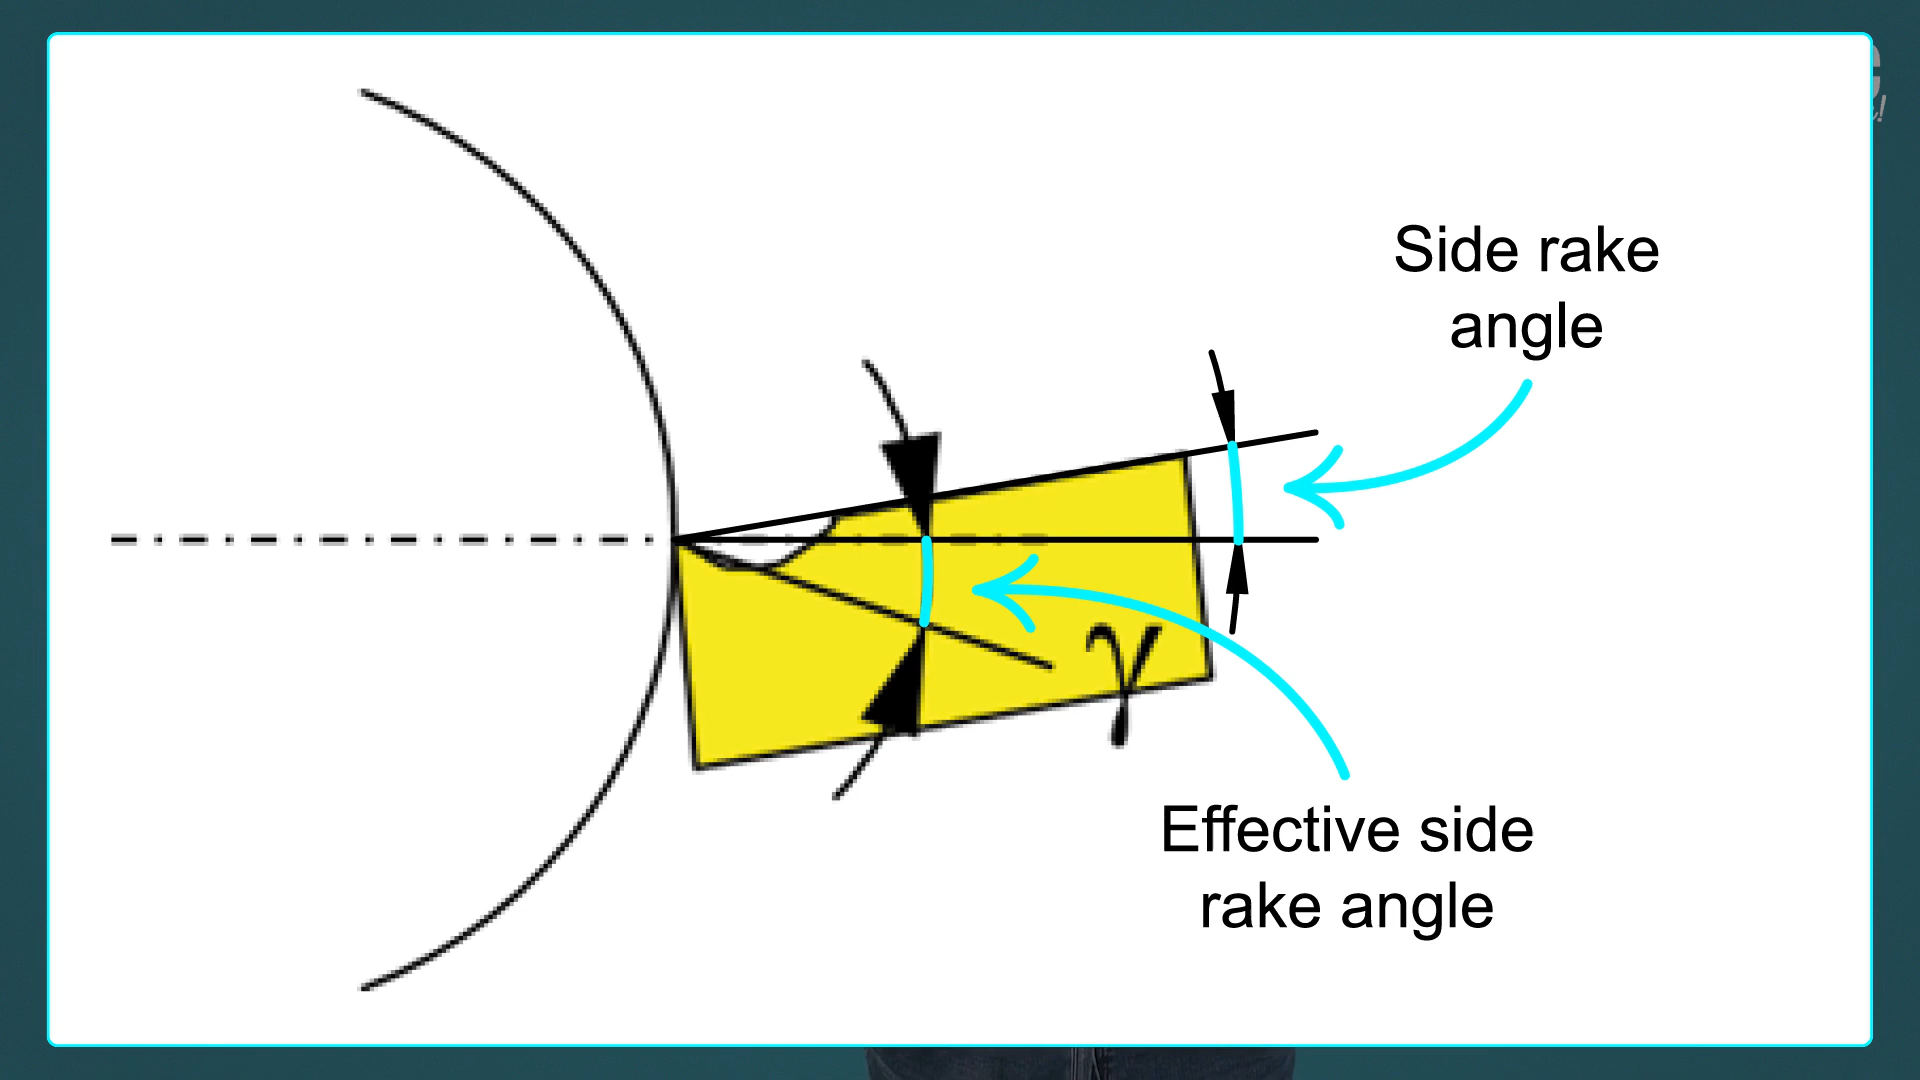 Side rake
angle
γ
Effective side
rake angle